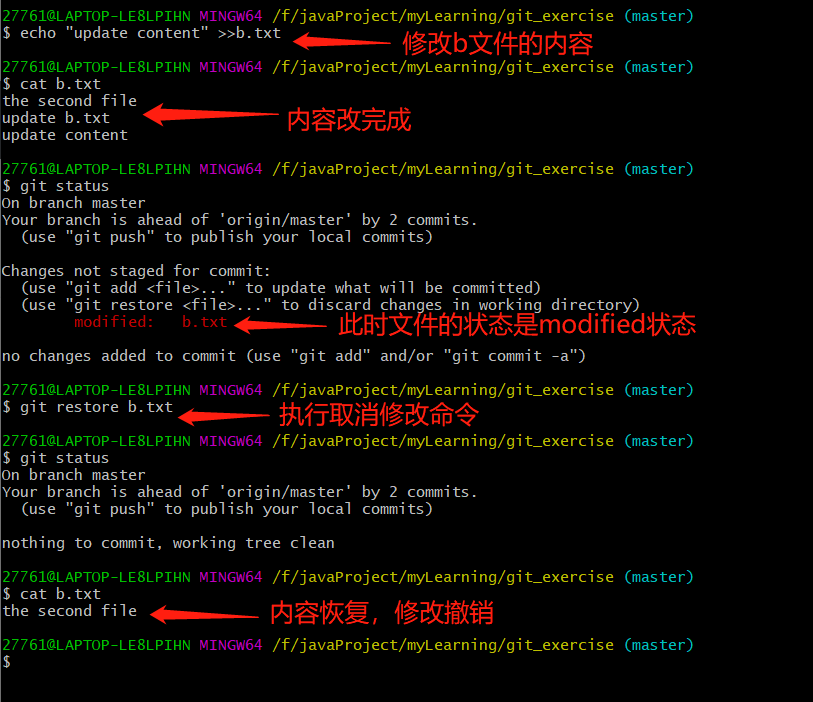 27761@LAPTOP-LE8LPIHN MINGW64 /f/javaProject/myLearning/git_exercise (master)
$ echo "update content" >>b.txt
修改b文件的内容
27761@LAPTOP-LE8LPIHN MINGW64 /f/javaProject/myLearning/git_exercise (master)
$ cat b.txt
the second file
update b.txt
内容改完成
update content
27761@LAPTOP-LE8LPIHN MINGW64 /f/javaProject/myLearning/git_exercise (master)
$ git status
On branch master
Your branch is ahead of 'origin/master' by 2 commits.
  (use "git push" to publish your local commits)
Changes not staged for commit:
  (use "git add <file>..." to update what will be committed)
  (use "git restore <file>..." to discard changes in working directory)
        modified:   b.txt
此时文件的状态是modified状态
no changes added to commit (use "git add" and/or "git commit -a")
27761@LAPTOP-LE8LPIHN MINGW64 /f/javaProject/myLearning/git_exercise (master)
$ git restore b.txt
执行取消修改命令
27761@LAPTOP-LE8LPIHN MINGW64 /f/javaProject/myLearning/git_exercise (master)
$ git status
On branch master
Your branch is ahead of 'origin/master' by 2 commits.
  (use "git push" to publish your local commits)
nothing to commit, working tree clean
27761@LAPTOP-LE8LPIHN MINGW64 /f/javaProject/myLearning/git_exercise (master)
$ cat b.txt
the second file
内容恢复，修改撤销
27761@LAPTOP-LE8LPIHN MINGW64 /f/javaProject/myLearning/git_exercise (master)
$